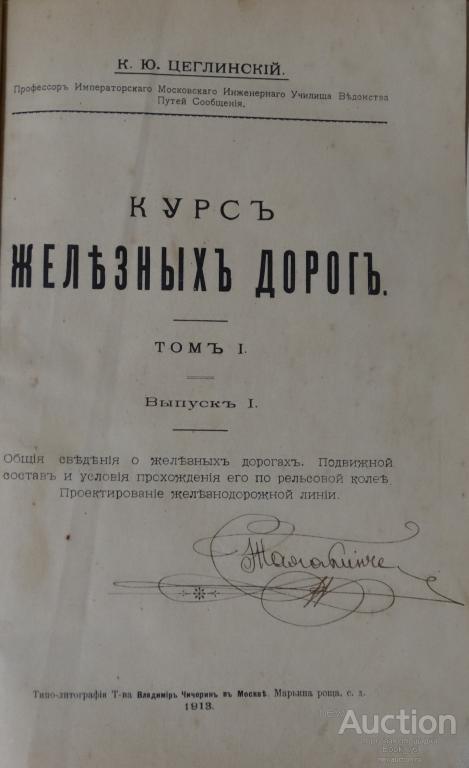 К. Ю. ЦЕГЛИНСКІЙ.
Профессоръ Императорскаго Московскаго Инженернаго Училища Вѣдомства
Путей Сообщенія.
КУРСЪ
ЖЕЛѢЗНЫХЪ ДОРОГЪ.
ТОМЪ I.
Выпускъ I.
Общія свѣдѣнія о желѣзныхъ дорогахъ. Подвижной
составъ и условія прохожденія его по рельсовой колеѣ.
Проектированіе желѣзнодорожной линіи.
Типо-литографія Т-ва Владиміръ Чичеринъ въ Москвѣ. Марьина роща, с. д.
1913.
Auction